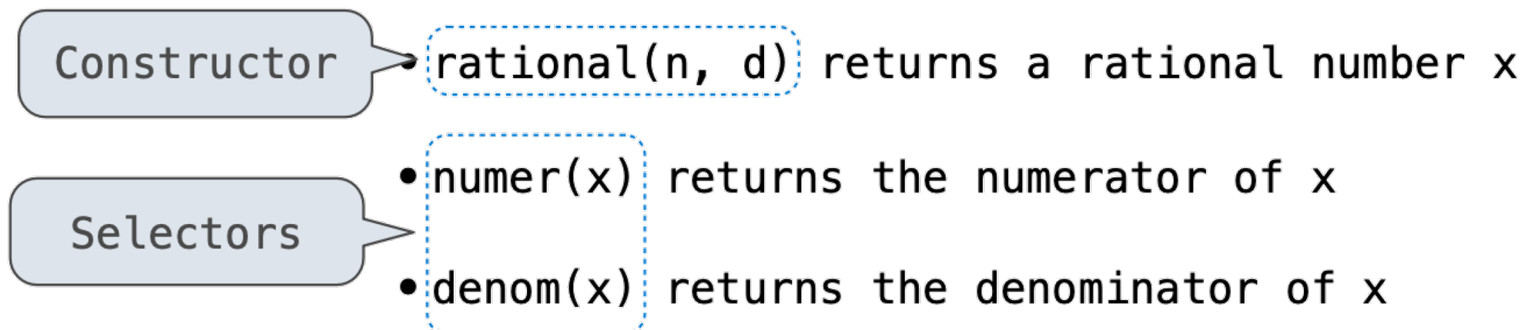 Constructor
• rational(n, d) returns a rational number x
• numer(x) returns the numerator of x
Selectors
• denom(x) returns the denominator of x